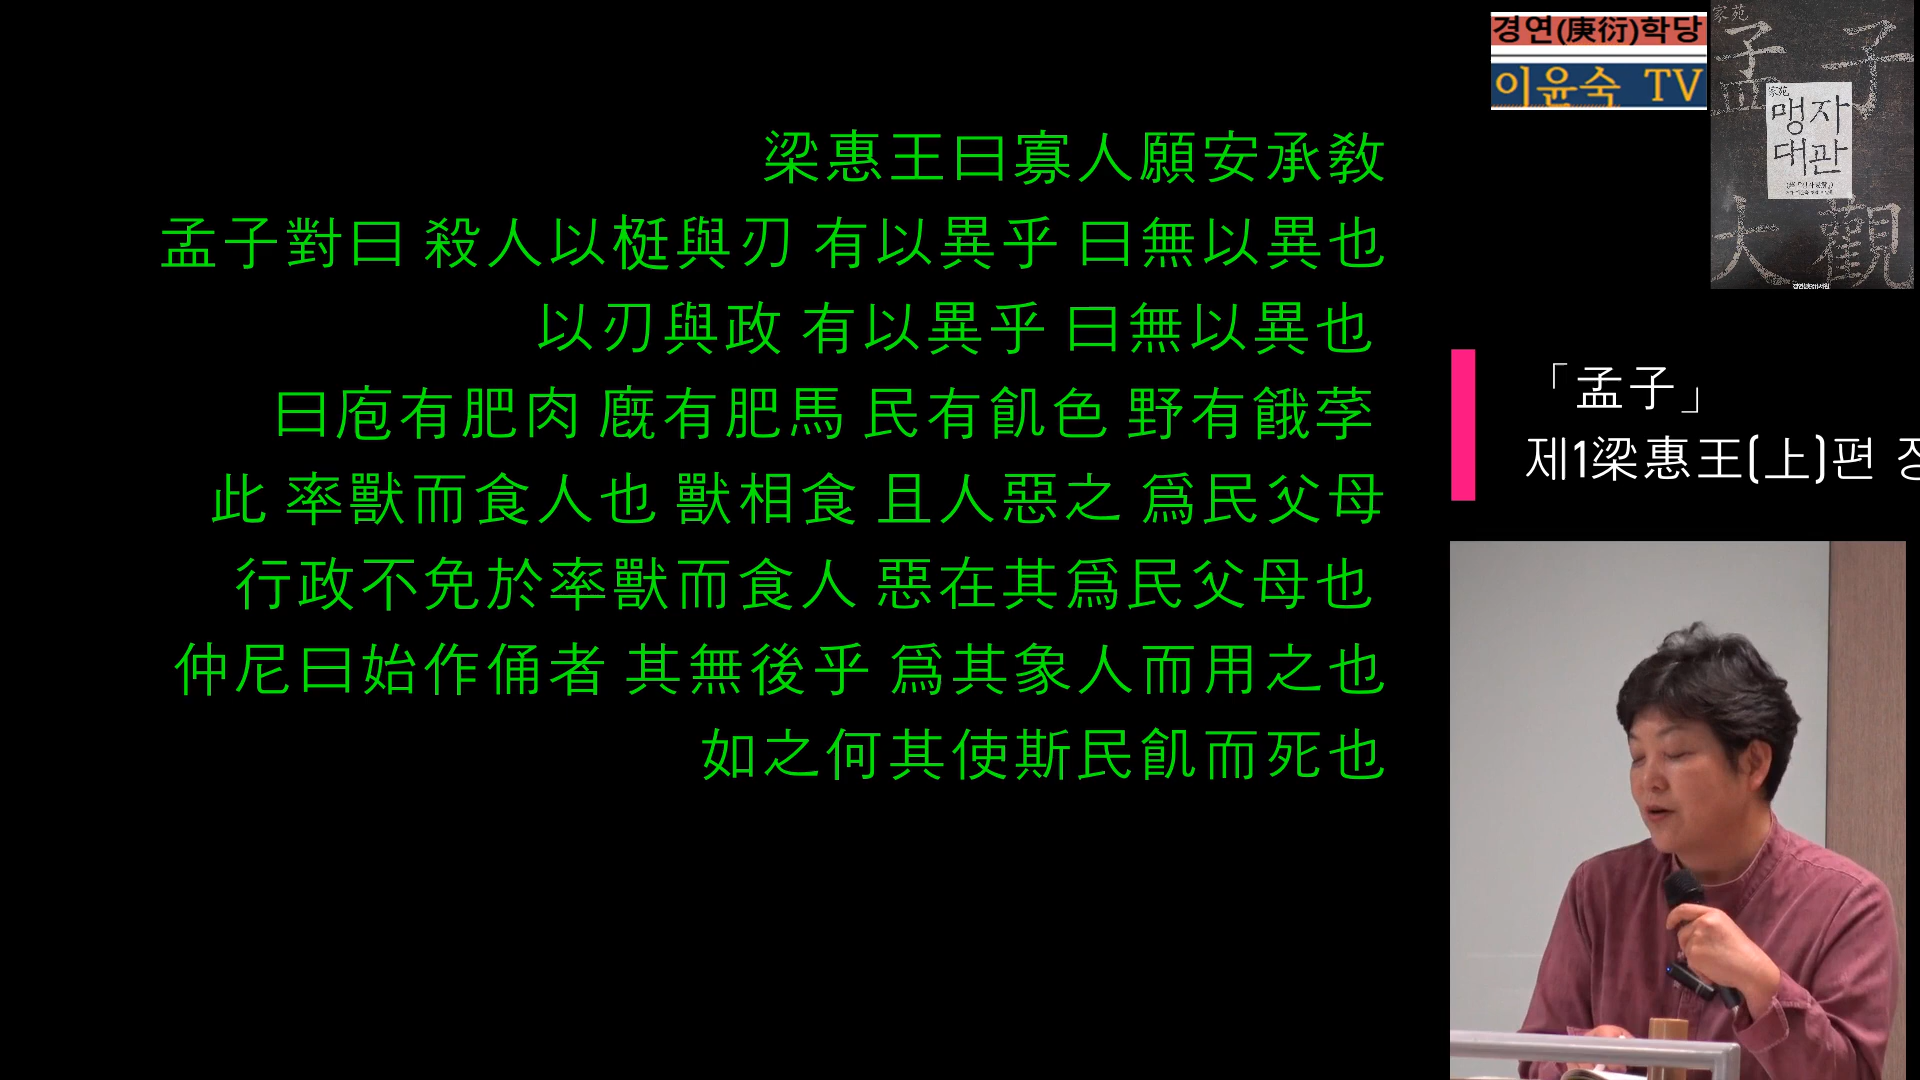 梁惠王曰寡人願安承敎
孟子對曰 殺人以梃與刃 有以異乎 曰無以異也
以刃與政 有以異乎 曰無以異也
曰庖有肥肉 廐有肥馬 民有飢色 野有餓莩
此 率獸而食人也 獸相食 且人惡之 爲民父母
行政不免於率獸而食人 惡在其爲民父母也
仲尼曰始作俑者 其無後乎 爲其象人而用之也
如之何其使斯民飢而死也
경연(庚衍)학당
이윤숙 TV
家苑
孟子
家苑
맹자
대관
大觀
「孟子」
제1梁惠王(上)편